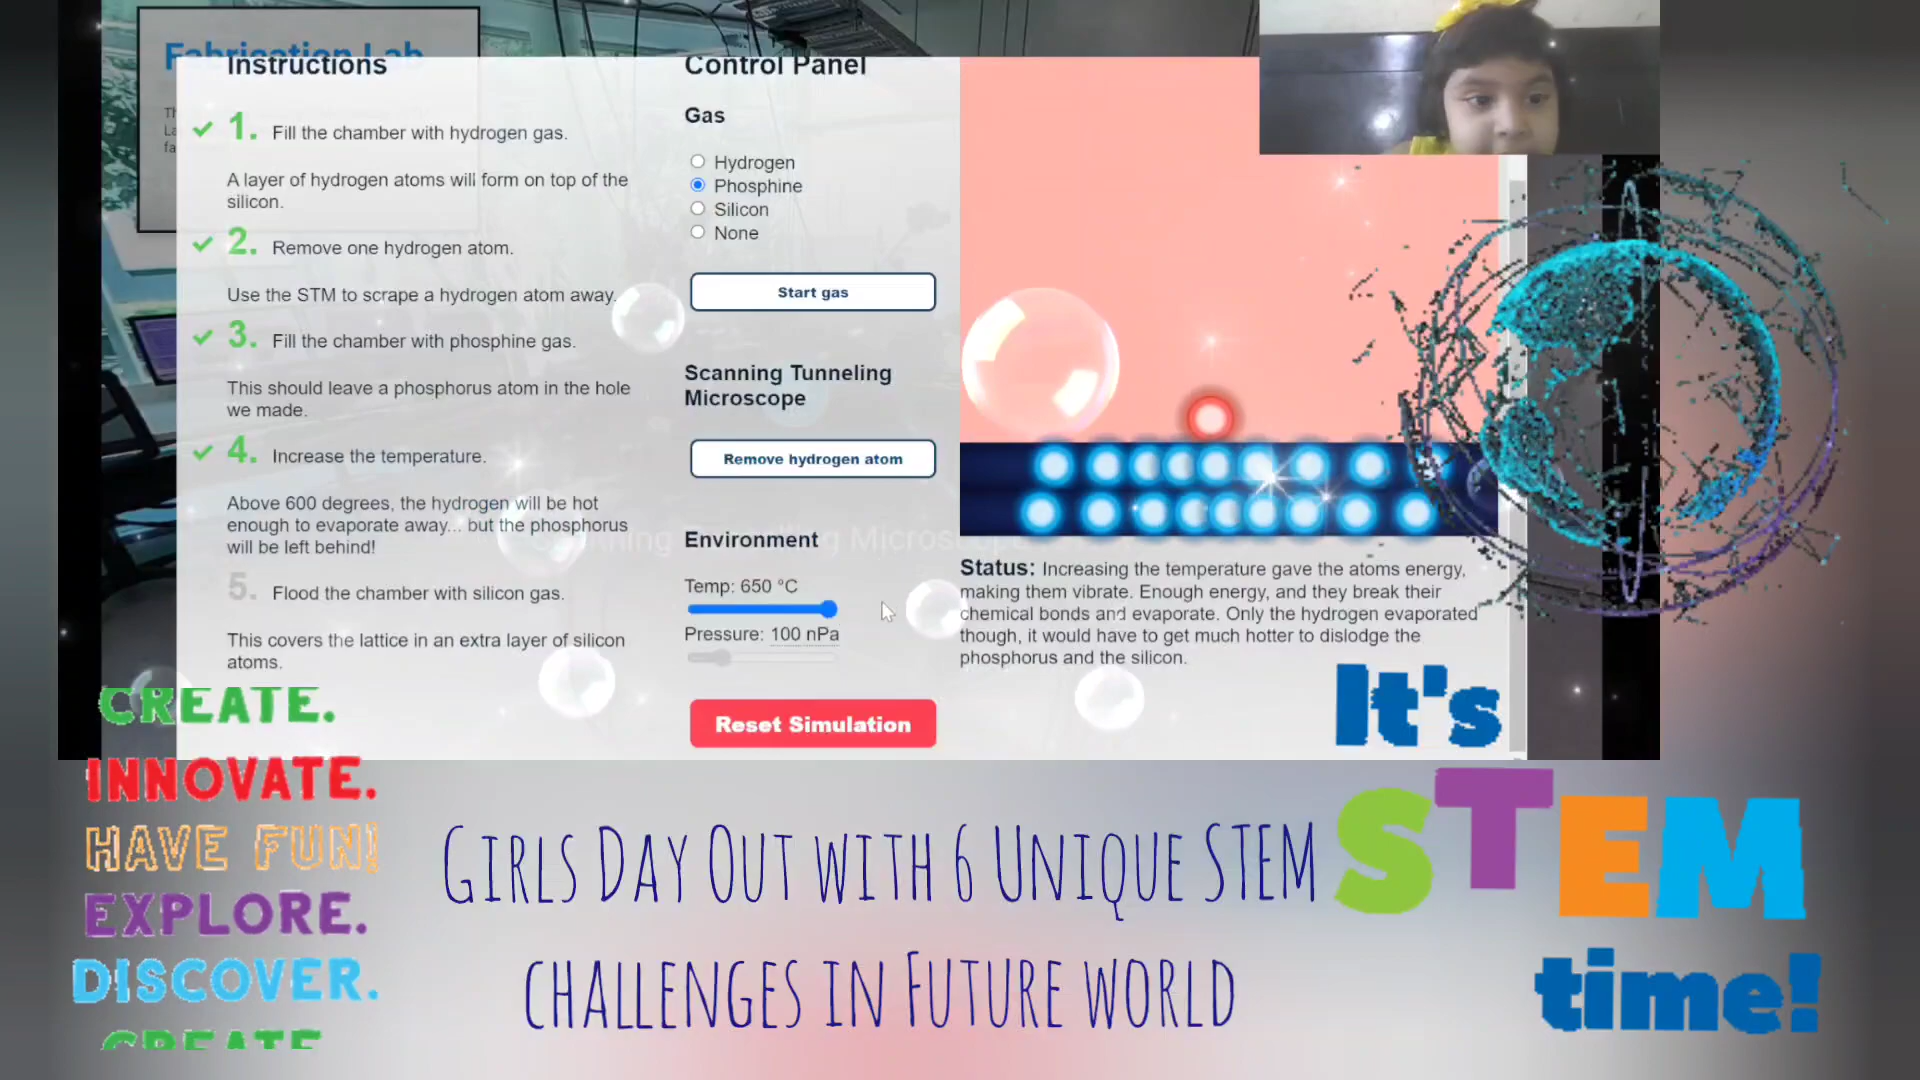 Fabrication Lab
Th
La
fa
Instructions
1. Fill the chamber with hydrogen gas.
A layer of hydrogen atoms will form on top of the
silicon.
2. Remove one hydrogen atom.
Use the STM to scrape a hydrogen atom away.
3. Fill the chamber with phosphine gas.
This should leave a phosphorus atom in the hole
we made.
4. Increase the temperature.
Above 600 degrees, the hydrogen will be hot
enough to evaporate away... but the phosphorus
will be left behind!
5. Flood the chamber with silicon gas.
This covers the lattice in an extra layer of silicon
atoms.
Control Panel
Gas
Hydrogen
Phosphine
Silicon
None
Start gas
Scanning Tunneling
Microscope
Remove hydrogen atom
Environment
Temp: 650 °C
Pressure: 100 nPa
Reset Simulation
Status: Increasing the temperature gave the atoms energy,
making them vibrate. Enough energy, and they break their
chemical bonds and evaporate. Only the hydrogen evaporated
though, it would have to get much hotter to dislodge the
phosphorus and the silicon.
CREATE.
INNOVATE.
HAVE FUN!
EXPLORE.
DISCOVER.
CREATE
GIRLS DAY OUT WITH 6 UNIQUE STEM
CHALLENGES IN FUTURE WORLD
It's
STEM
time!